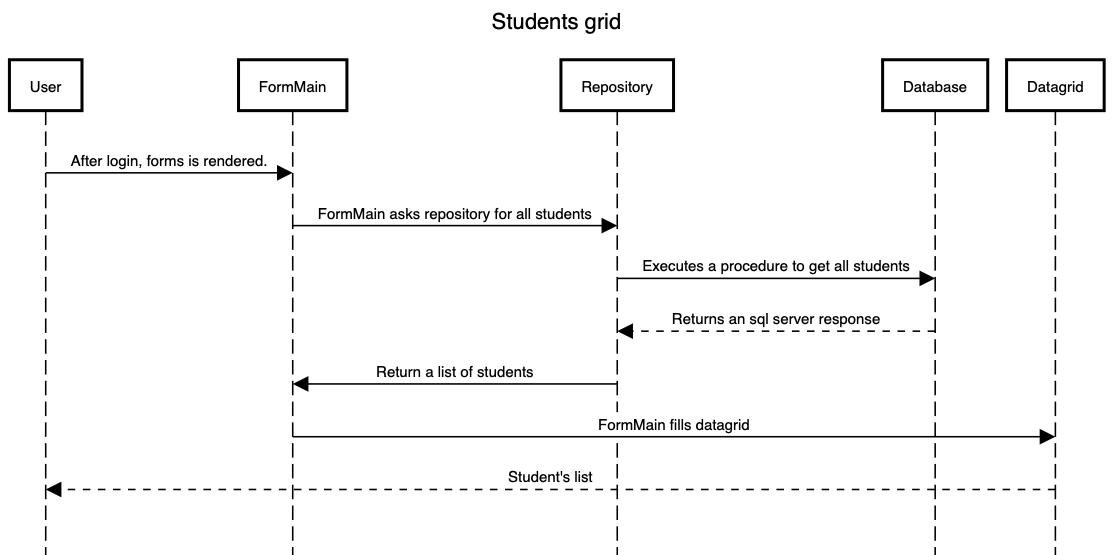 Students grid
User
FormMain
Repository
Database
Datagrid
After login, forms is rendered.
FormMain asks repository for all students
Executes a procedure to get all students
Returns an sql server response
Return a list of students
FormMain fills datagrid
Student's list